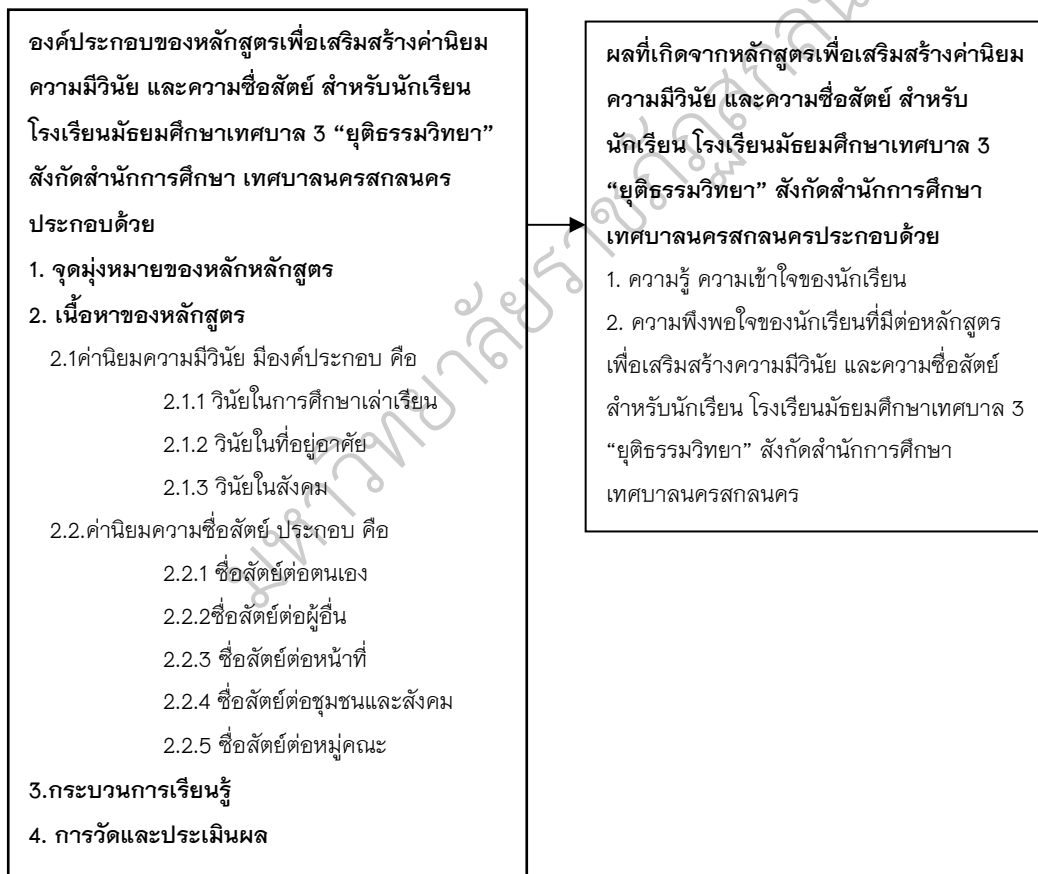 องค์ประกอบของหลักสูตรเพื่อเสริมสร้างค่านิยม
ความมีวินัย และความซื่อสัตย์ สำหรับนักเรียน
โรงเรียนมัธยมศึกษาเทศบาล 3 “ยุติธรรมวิทยา”
สังกัดสำนักการศึกษา เทศบาลนครสกลนคร
ประกอบด้วย
1. จุดมุ่งหมายของหลักหลักสูตร
2. เนื้อหาของหลักสูตร
2.1ค่านิยมความมีวินัย มีองค์ประกอบ คือ
2.1.1 วินัยในการศึกษาเล่าเรียน
2.1.2 วินัยในที่อยู่อาศัย
2.1.3 วินัยในสังคม
2.2.ค่านิยมความซื่อสัตย์ ประกอบ คือ
2.2.1 ซื่อสัตย์ต่อตนเอง
2.2.2ซื่อสัตย์ต่อผู้อื่น
2.2.3 ซื่อสัตย์ต่อหน้าที่
2.2.4 ซื่อสัตย์ต่อชุมชนและสังคม
2.2.5 ซื่อสัตย์ต่อหมู่คณะ
3.กระบวนการเรียนรู้
4. การวัดและประเมินผล
ผลที่เกิดจากหลักสูตรเพื่อเสริมสร้างค่านิยม
ความมีวินัย และความซื่อสัตย์ สำหรับ
นักเรียน โรงเรียนมัธยมศึกษาเทศบาล 3
“ยุติธรรมวิทยา” สังกัดสำนักการศึกษา
เทศบาลนครสกลนครประกอบด้วย
1. ความรู้ ความเข้าใจของนักเรียน
2. ความพึงพอใจของนักเรียนที่มีต่อหลักสูตร
เพื่อเสริมสร้างความมีวินัย และความซื่อสัตย์
สำหรับนักเรียน โรงเรียนมัธยมศึกษาเทศบาล 3
“ยุติธรรมวิทยา” สังกัดสำนักการศึกษา
เทศบาลนครสกลนคร
มหาวิทยาลัยราชภัฏสกลน